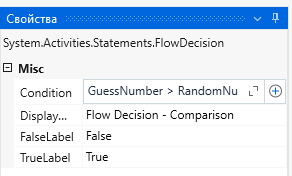 Свойства
System.Activities.Statements.FlowDecision
Misc
Condition GuessNumber > RandomNu
Display... Flow Decision - Comparison
FalseLabel False
TrueLabel True